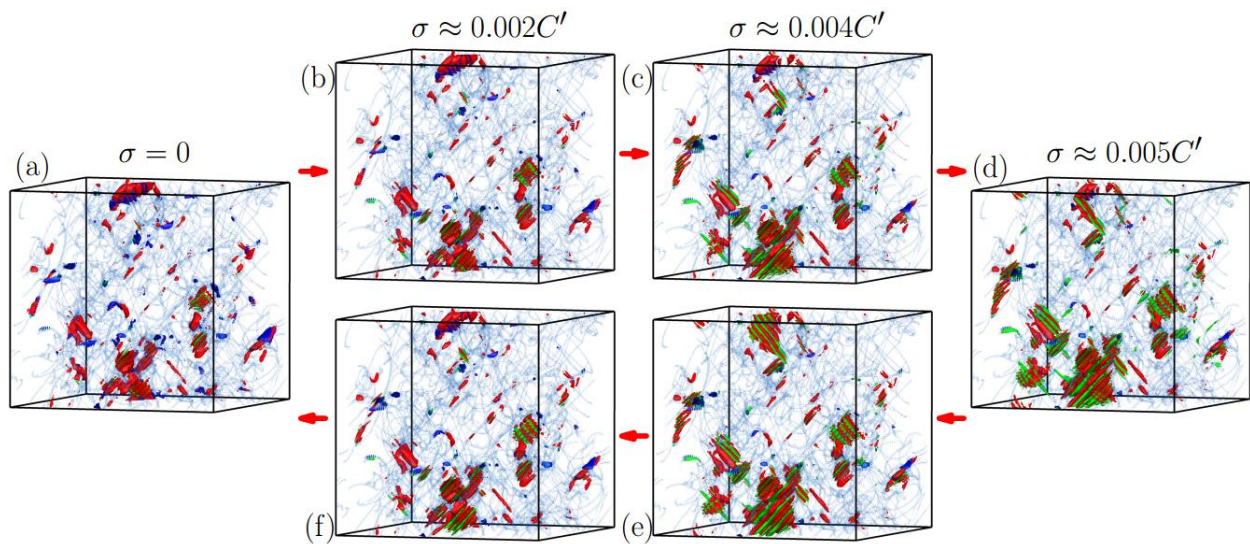 σ ≈ 0.002C′
σ ≈ 0.004C′
(b)
(c)
(a)
σ = 0
(d)
σ ≈ 0.005C′
(f)
(e)